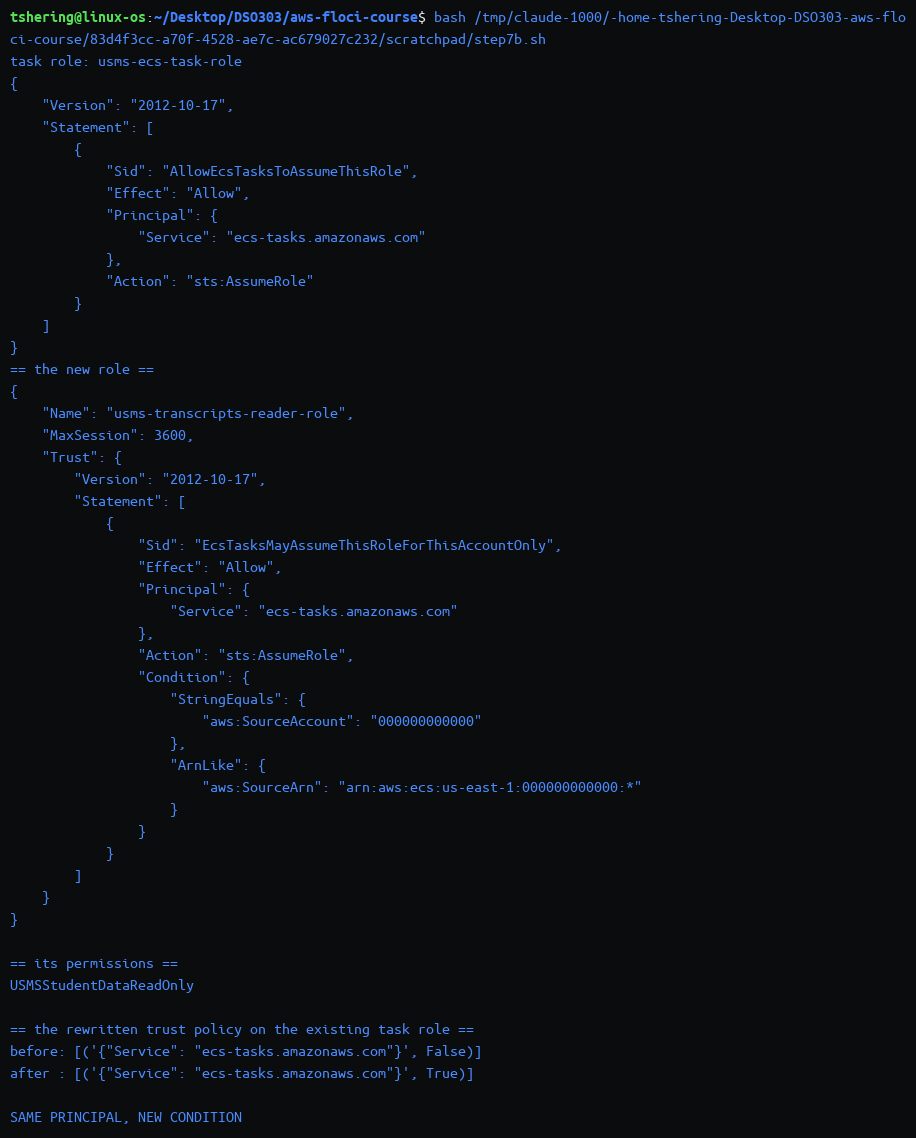 tshering@linux-os:~/Desktop/DSO303/aws-floci-course$ bash /tmp/claude-1000/-home-tshering-Desktop-DSO303-aws-flo
ci-course/83d4f3cc-a70f-4528-ae7c-ac679027c232/scratchpad/step7b.sh
task role: usms-ecs-task-role
{
    "Version": "2012-10-17",
    "Statement": [
        {
            "Sid": "AllowEcsTasksToAssumeThisRole",
            "Effect": "Allow",
            "Principal": {
                "Service": "ecs-tasks.amazonaws.com"
            },
            "Action": "sts:AssumeRole"
        }
    ]
}
== the new role ==
{
    "Name": "usms-transcripts-reader-role",
    "MaxSession": 3600,
    "Trust": {
        "Version": "2012-10-17",
        "Statement": [
            {
                "Sid": "EcsTasksMayAssumeThisRoleForThisAccountOnly",
                "Effect": "Allow",
                "Principal": {
                    "Service": "ecs-tasks.amazonaws.com"
                },
                "Action": "sts:AssumeRole",
                "Condition": {
                    "StringEquals": {
                        "aws:SourceAccount": "000000000000"
                    },
                    "ArnLike": {
                        "aws:SourceArn": "arn:aws:ecs:us-east-1:000000000000:*"
                    }
                }
            }
        ]
    }
}

== its permissions ==
USMSStudentDataReadOnly

== the rewritten trust policy on the existing task role ==
before: [('{"Service": "ecs-tasks.amazonaws.com"}', False)]
after : [('{"Service": "ecs-tasks.amazonaws.com"}', True)]

SAME PRINCIPAL, NEW CONDITION